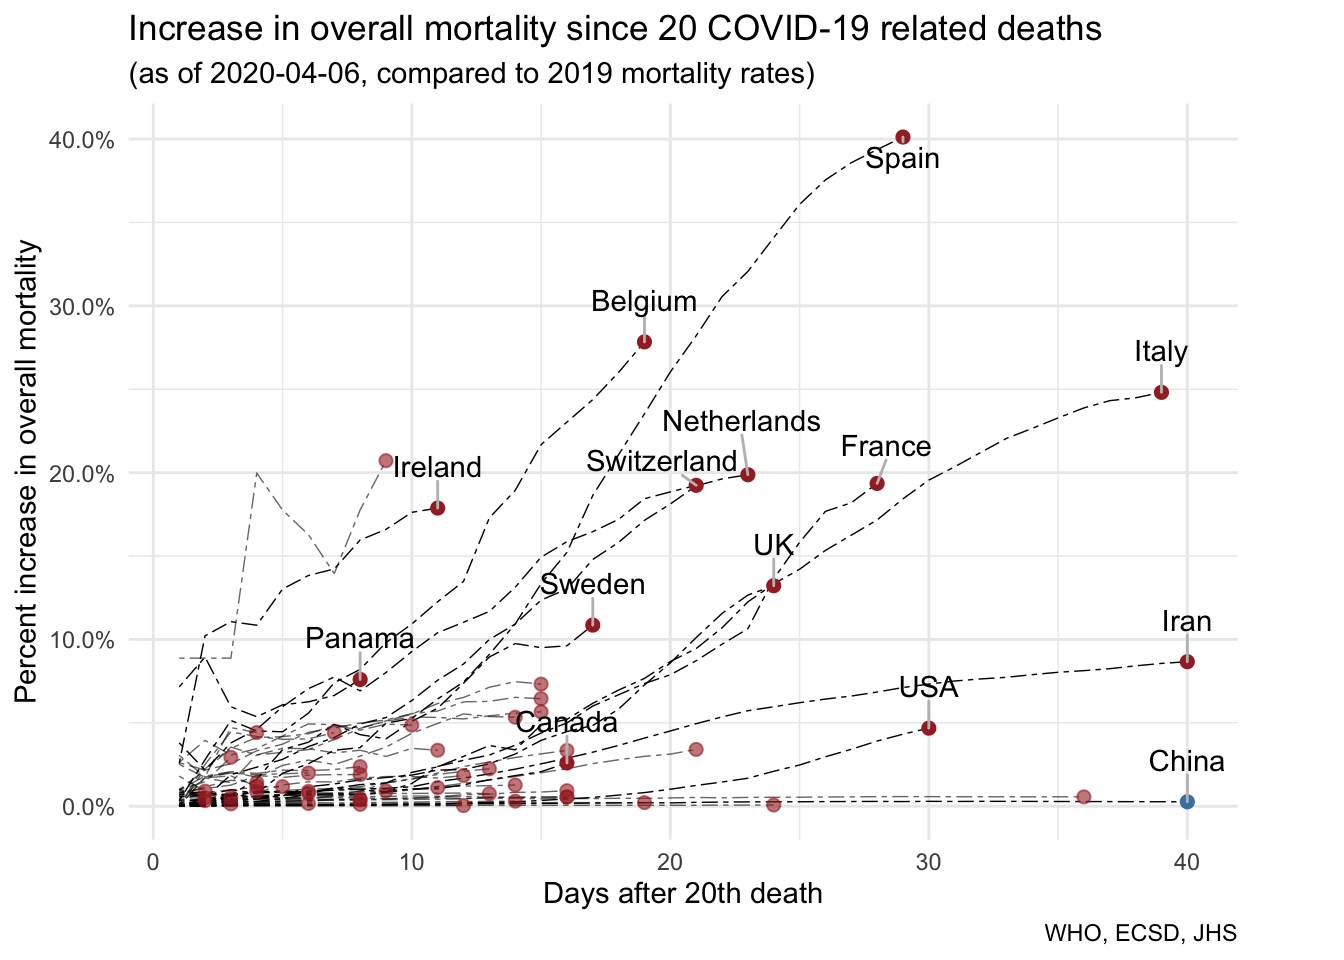 Increase in overall mortality since 20 COVID-19 related deaths
(as of 2020-04-06, compared to 2019 mortality rates)
Percent increase in overall mortality
40.0%
30.0%
20.0%
10.0%
0.0%
Spain
Belgium
Italy
Netherlands
France
Switzerland
Ireland
UK
Sweden
Panama
Iran
USA
Canada
China
0
10
20
30
40
Days after 20th death
WHO, ECSD, JHS